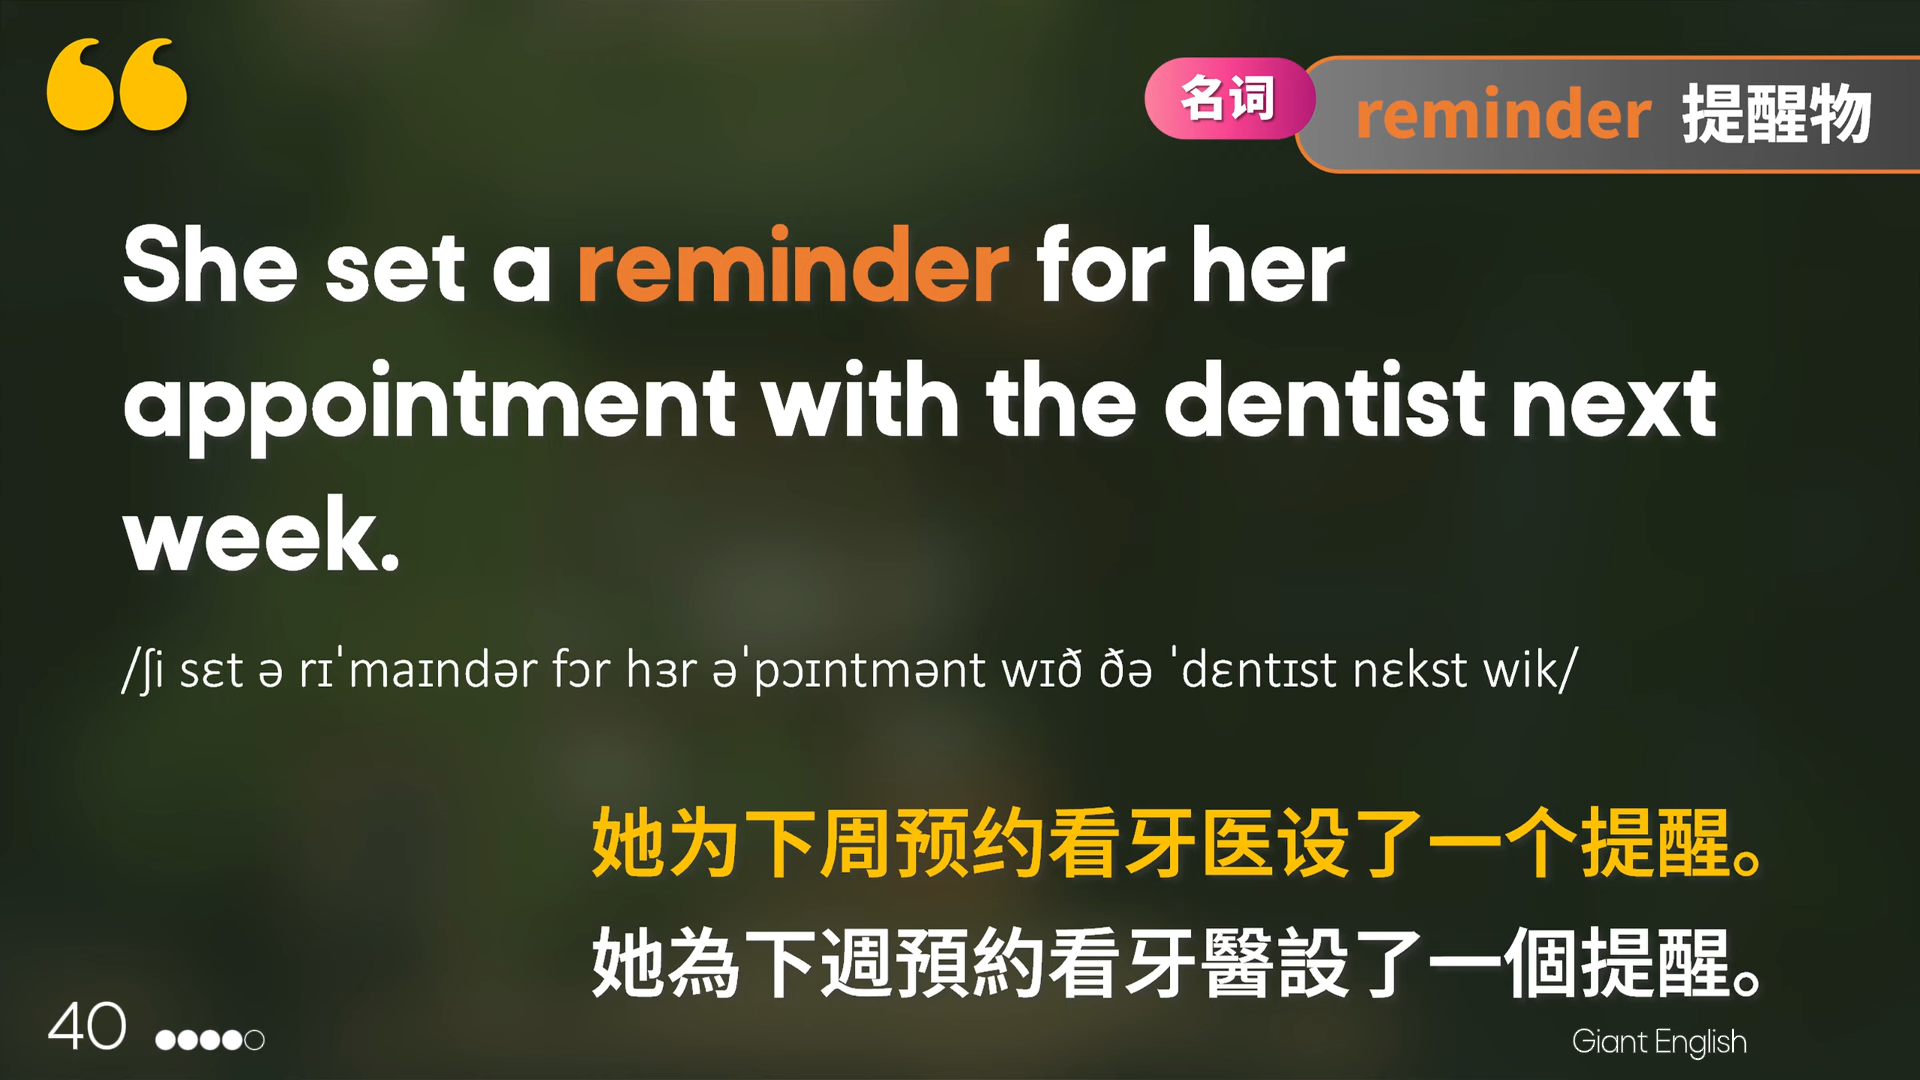 名词
reminder 提醒物
She set a reminder for her
appointment with the dentist next
week.
/ʃi sɛt ə rɪˈmaɪndər fɔr hɜr əˈpɔɪntmənt wɪð ðə ˈdɛntɪst nɛkst wik/
她为下周预约看牙医设了一个提醒。
她為下週預約看牙醫設了一個提醒。
40
Giant English